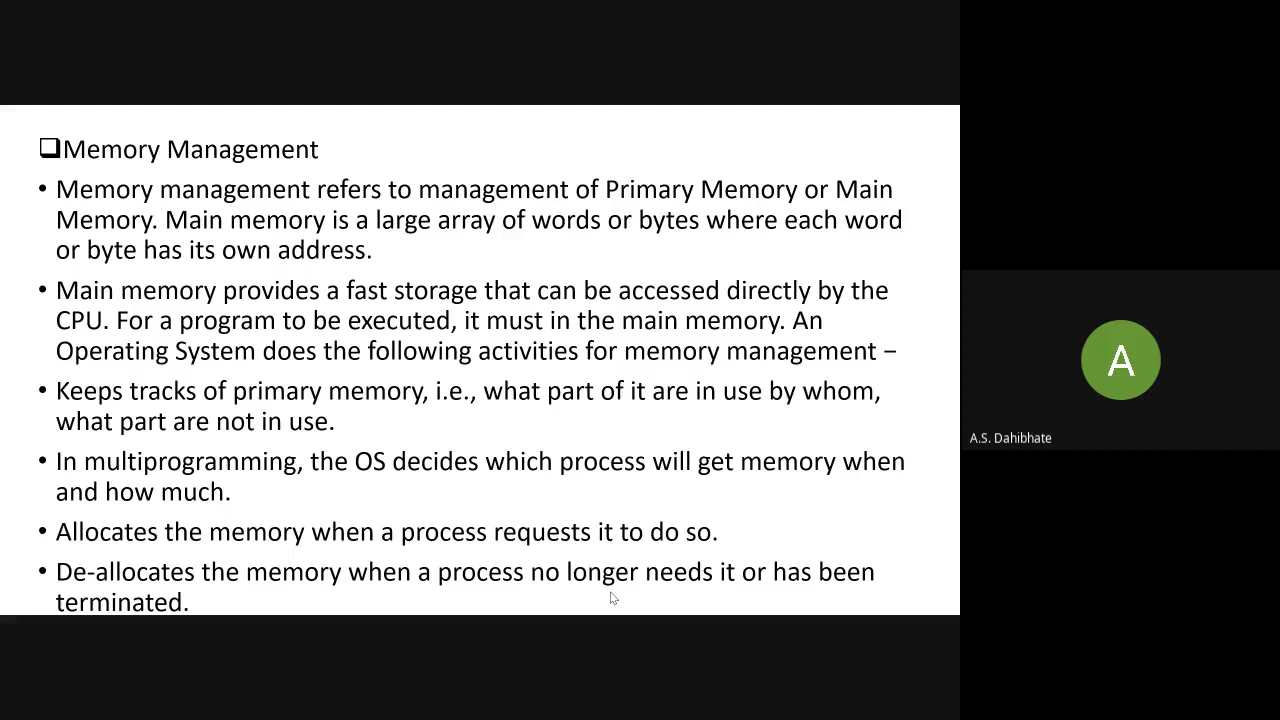 ❑Memory Management
• Memory management refers to management of Primary Memory or Main
Memory. Main memory is a large array of words or bytes where each word
or byte has its own address.
• Main memory provides a fast storage that can be accessed directly by the
CPU. For a program to be executed, it must in the main memory. An
Operating System does the following activities for memory management −
• Keeps tracks of primary memory, i.e., what part of it are in use by whom,
what part are not in use.
• In multiprogramming, the OS decides which process will get memory when
and how much.
• Allocates the memory when a process requests it to do so.
• De-allocates the memory when a process no longer needs it or has been
terminated.
A
A.S. Dahibhate